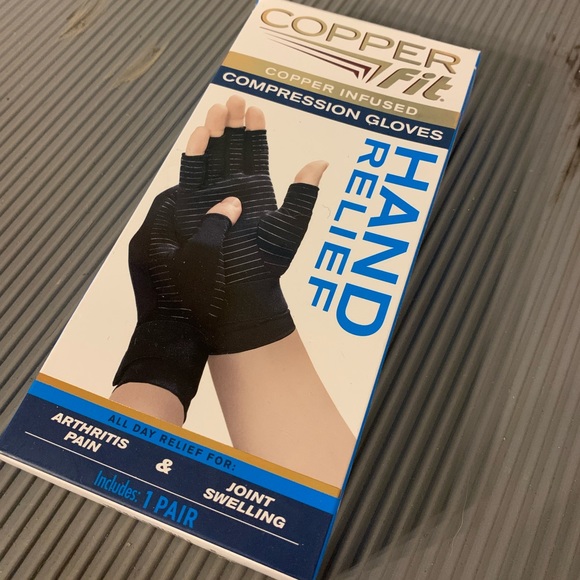 COPPER
fit
COPPER INFUSED
COMPRESSION GLOVES
HAND
RELIEF
ALL DAY RELIEF FOR:
ARTHRITIS
PAIN
&
JOINT
SWELLING
Includes: 1 PAIR